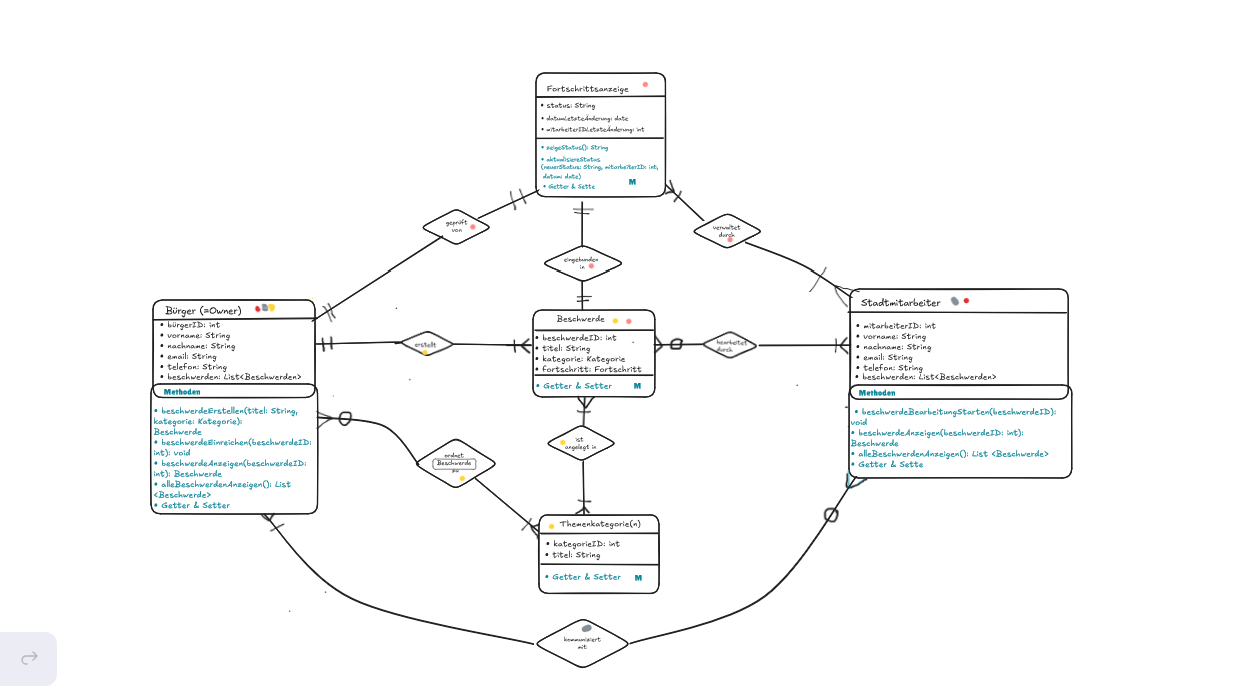 Fortschrittsanzeige
• status: String
• datumLetzteÄnderung: date
• mitarbeiterIDLetzteÄnderung: int
• zeigeStatus(): String
• aktualisiereStatus
(neuerStatus: String, mitarbeiterID: int,
datum: date)
• Getter & Sette
M
geprüft
von
eingebunden
in
verwaltet
durch
Bürger (=Owner)
• bürgerID: int
• vorname: String
• nachname: String
• email: String
• telefon: String
• beschwerden: List<Beschwerden>
Methoden
• beschwerdeErstellen(titel: String,
kategorie: Kategorie):
Beschwerde
• beschwerdeEinreichen(beschwerdeID:
int): void
• beschwerdeAnzeigen(beschwerdeID:
int): Beschwerde
• alleBeschwerdenAnzeigen(): List
<Beschwerde>
• Getter & Setter
erstellt
Beschwerde
• beschwerdeID: int
• titel: String
• kategorie: Kategorie
• fortschritt: Fortschritt
• Getter & Setter
M
bearbeitet
durch
Stadtmitarbeiter
• mitarbeiterID: int
• vorname: String
• nachname: String
• email: String
• telefon: String
• beschwerden: List<Beschwerden>
Methoden
• beschwerdeBearbeitungStarten(beschwerdeID):
void
• beschwerdeAnzeigen(beschwerdeID: int):
Beschwerde
• alleBeschwerdenAnzeigen(): List <Beschwerde>
• Getter & Sette
ordnet
Beschwerde
zu
ist
angelegt in
Themenkategorie(n)
• kategorieID: int
• titel: String
• Getter & Setter
M
kommuniziert
mit